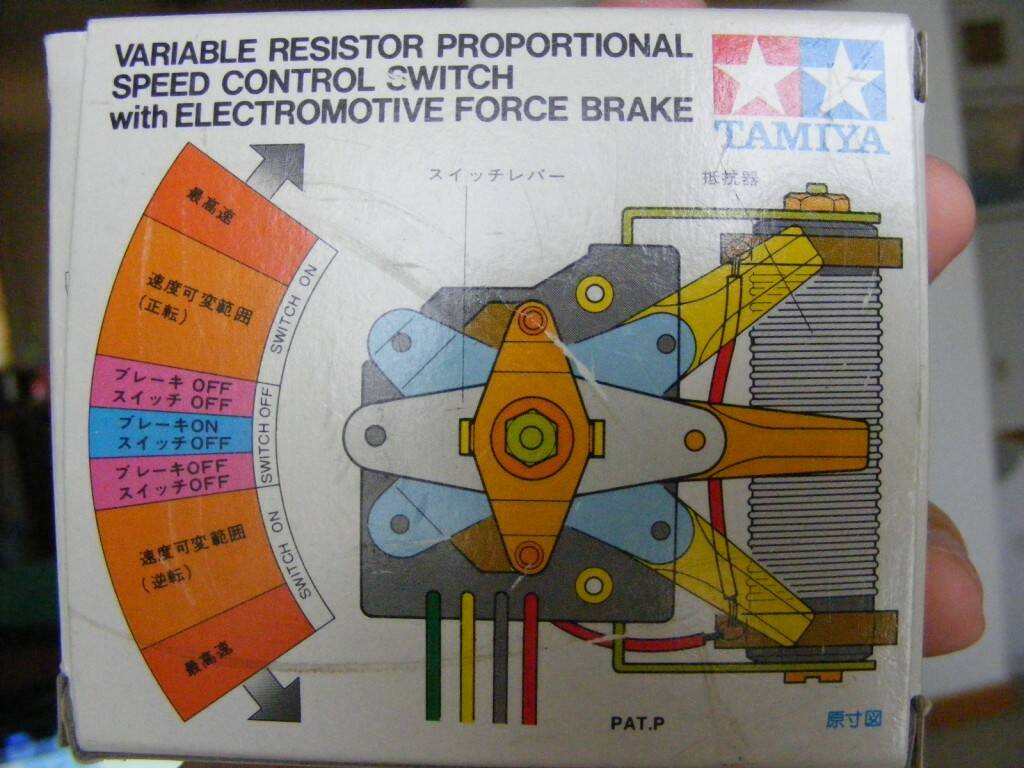 VARIABLE RESISTOR PROPORTIONAL
SPEED CONTROL SWITCH
with ELECTROMOTIVE FORCE BRAKE
TAMIYA
スイッチレバー
抵抗器
最高速
速度可変範囲
(正転)
SWITCH ON
ブレーキ OFF
スイッチ OFF
ブレーキON
スイッチOFF
SWITCH OFF
ブレーキOFF
スイッチOFF
速度可変範囲
(逆転)
SWITCH ON
最高速
PAT.P
原寸図